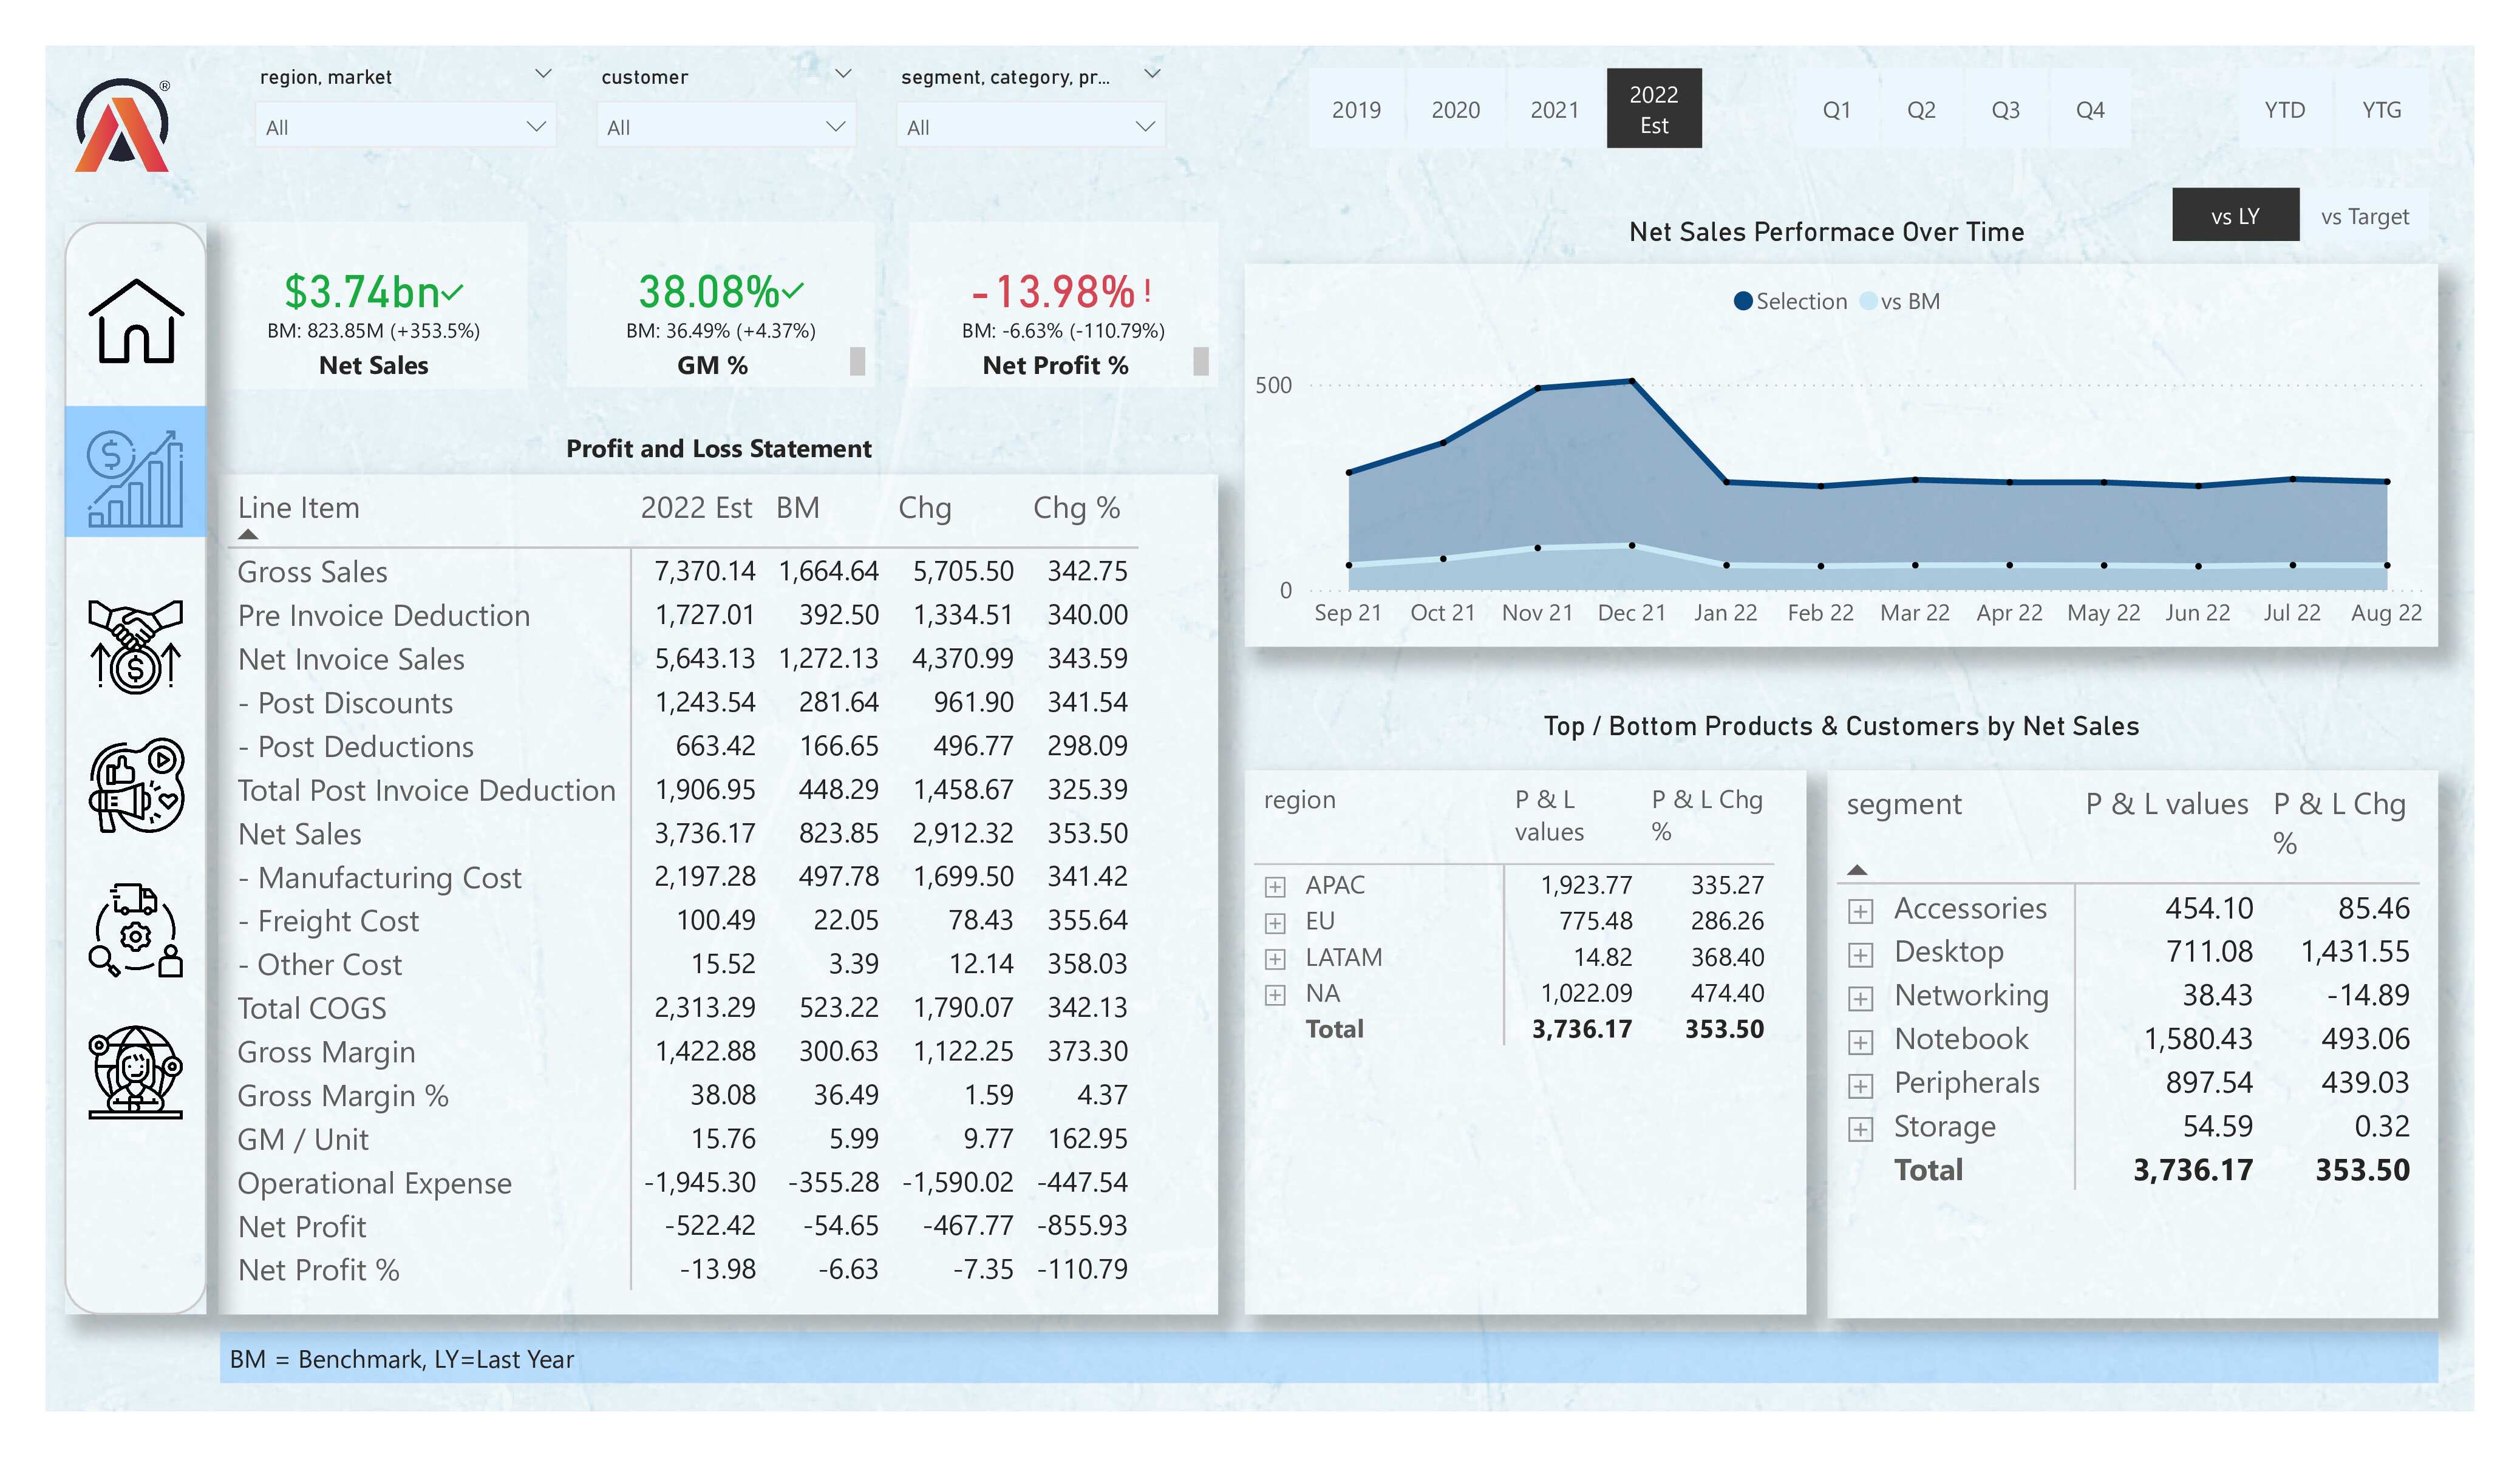 ®
region, market
customer
segment, category, pr...
All
All
All
2019 2020 2021 2022 Est
Q1 Q2 Q3 Q4
YTD YTG
vs LY vs Target
$3.74bn
BM: 823.85M (+353.5%)
Net Sales
38.08%
BM: 36.49% (+4.37%)
GM %
-13.98% !
BM: -6.63% (-110.79%)
Net Profit %
Net Sales Performace Over Time
Selection vs BM
500
0
Sep 21 Oct 21 Nov 21 Dec 21 Jan 22 Feb 22 Mar 22 Apr 22 May 22 Jun 22 Jul 22 Aug 22
Profit and Loss Statement
Line Item 2022 Est BM Chg Chg %
Gross Sales 7,370.14 1,664.64 5,705.50 342.75
Pre Invoice Deduction 1,727.01 392.50 1,334.51 340.00
Net Invoice Sales 5,643.13 1,272.13 4,370.99 343.59
- Post Discounts 1,243.54 281.64 961.90 341.54
- Post Deductions 663.42 166.65 496.77 298.09
Total Post Invoice Deduction 1,906.95 448.29 1,458.67 325.39
Net Sales 3,736.17 823.85 2,912.32 353.50
- Manufacturing Cost 2,197.28 497.78 1,699.50 341.42
- Freight Cost 100.49 22.05 78.43 355.64
- Other Cost 15.52 3.39 12.14 358.03
Total COGS 2,313.29 523.22 1,790.07 342.13
Gross Margin 1,422.88 300.63 1,122.25 373.30
Gross Margin % 38.08 36.49 1.59 4.37
GM / Unit 15.76 5.99 9.77 162.95
Operational Expense -1,945.30 -355.28 -1,590.02 -447.54
Net Profit -522.42 -54.65 -467.77 -855.93
Net Profit % -13.98 -6.63 -7.35 -110.79
Top / Bottom Products & Customers by Net Sales
region P & L values P & L Chg %
APAC 1,923.77 335.27
EU 775.48 286.26
LATAM 14.82 368.40
NA 1,022.09 474.40
Total 3,736.17 353.50
segment P & L values P & L Chg %
Accessories 454.10 85.46
Desktop 711.08 1,431.55
Networking 38.43 -14.89
Notebook 1,580.43 493.06
Peripherals 897.54 439.03
Storage 54.59 0.32
Total 3,736.17 353.50
BM = Benchmark, LY=Last Year